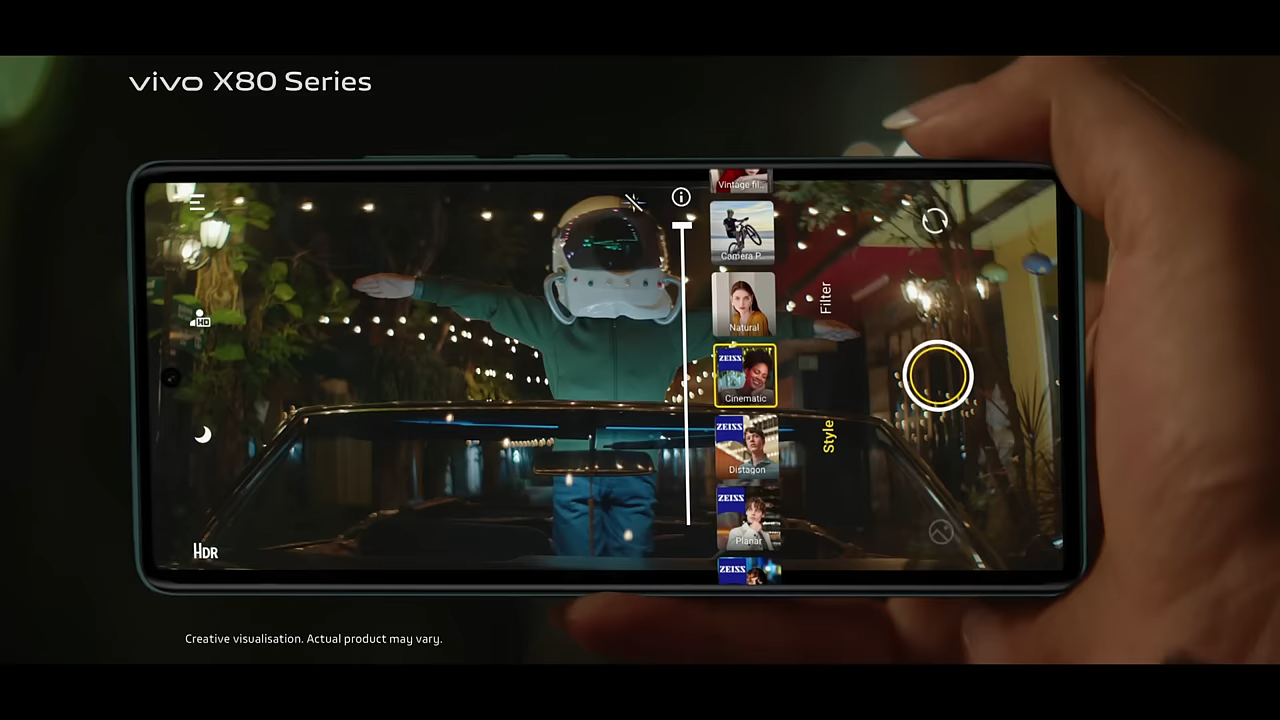 vivo X80 Series
Vintage fil...
Camera P...
Natural
Filter
ZEISS
Cinematic
Style
ZEISS
Distagon
ZEISS
Planar
ZEISS
HD
HDR
Creative visualisation. Actual product may vary.